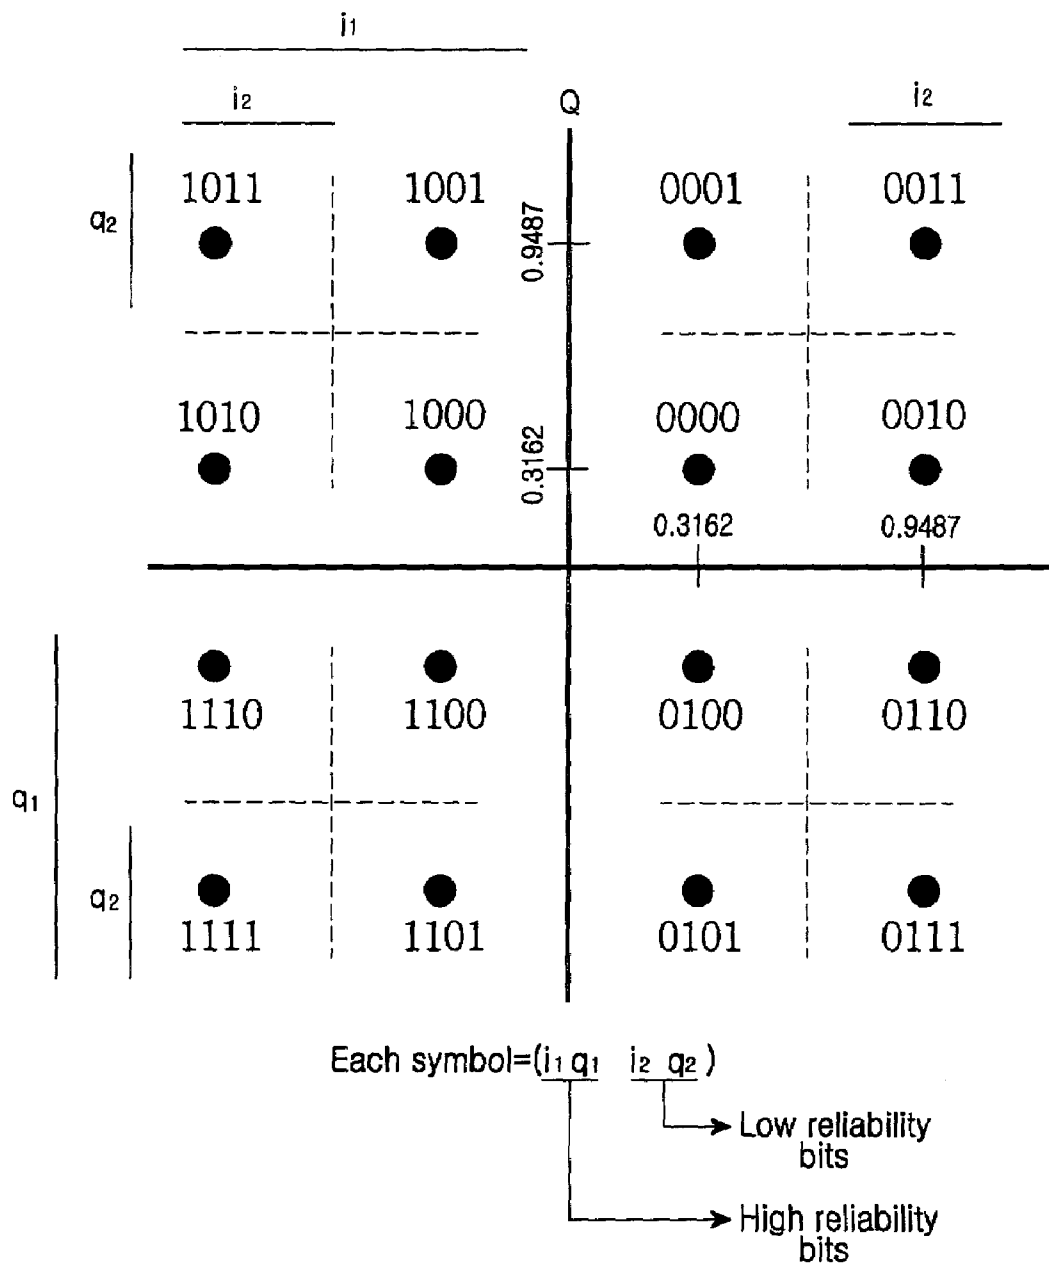 i1
i2 Q i2
1011 1001 0001 0011
q2
0.9487
1010 1000 0000 0010
0.3162
0.3162 0.9487
1110 1100 0100 0110
q1
q2
1111 1101 0101 0111
Each symbol=(i1 q1 i2 q2)
Low reliability
bits
High reliability
bits